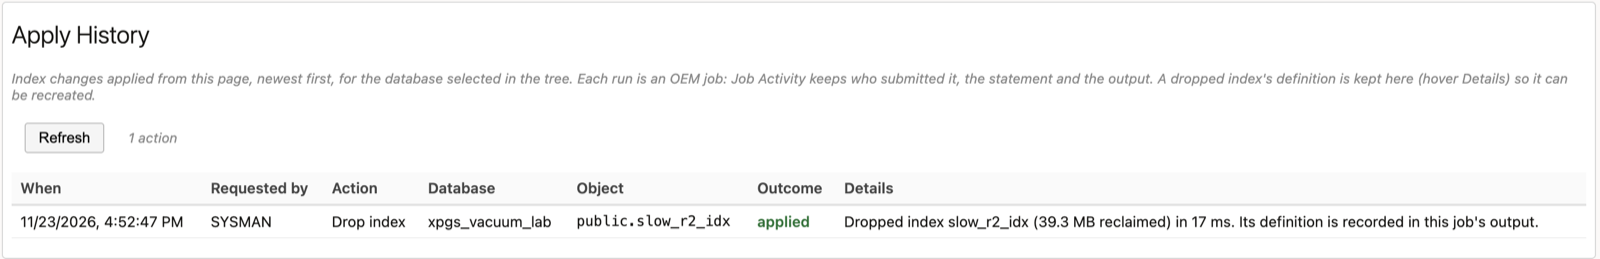 Apply History
Index changes applied from this page, newest first, for the database selected in the tree. Each run is an OEM job: Job Activity keeps who submitted it, the statement and the output. A dropped index's definition is kept here (hover Details) so it can
be recreated.
Refresh 1 action
When Requested by Action Database Object Outcome Details
11/23/2026, 4:52:47 PM SYSMAN Drop index xpgs_vacuum_lab public.slow_r2_idx applied Dropped index slow_r2_idx (39.3 MB reclaimed) in 17 ms. Its definition is recorded in this job's output.